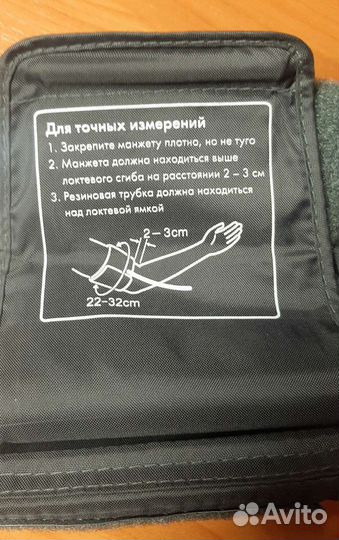 Для точных измерений
1. Закрепите манжету плотно, но не туго
2. Манжета должна находиться выше
локтевого сгиба на расстоянии 2 – 3 см
3. Резиновая трубка должна находиться
над локтевой ямкой
2–3cm
22–32cm
Avito